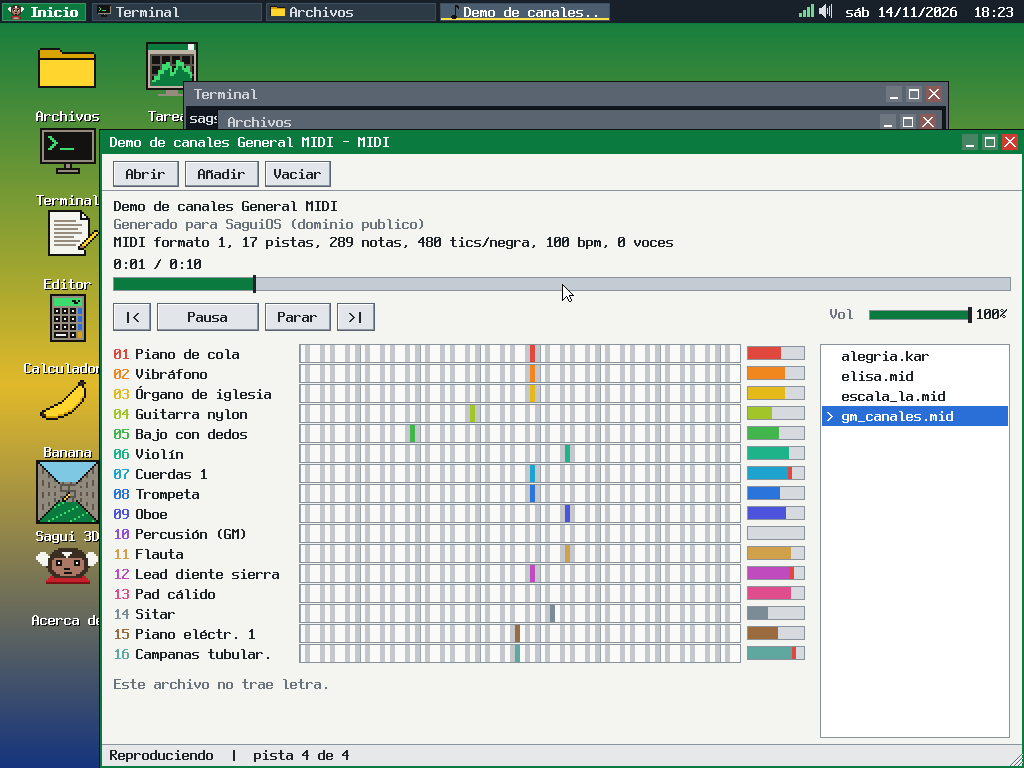 Inicio Terminal Archivos Demo de canales.. sáb 14/11/2026 18:23
Archivos
Terminal
Editor
Banana
Sagui 3D
Terminal
Archivos
Demo de canales General MIDI - MIDI
Abrir Añadir Vaciar
Demo de canales General MIDI
Generado para SaguiOS (dominio publico)
MIDI formato 1, 17 pistas, 289 notas, 480 tics/negra, 100 bpm, 0 voces
0:01 / 0:10
|< Pausa Parar >| Vol 100%
01 Piano de cola
02 Vibráfono
03 Órgano de iglesia
04 Guitarra nylon
05 Bajo con dedos
06 Violín
07 Cuerdas 1
08 Trompeta
09 Oboe
10 Percusión (GM)
11 Flauta
12 Lead diente sierra
13 Pad cálido
14 Sitar
15 Piano eléctr. 1
16 Campanas tubular.
alegria.kar
elisa.mid
escala_la.mid
> gm_canales.mid
Este archivo no trae letra.
Reproduciendo | pista 4 de 4